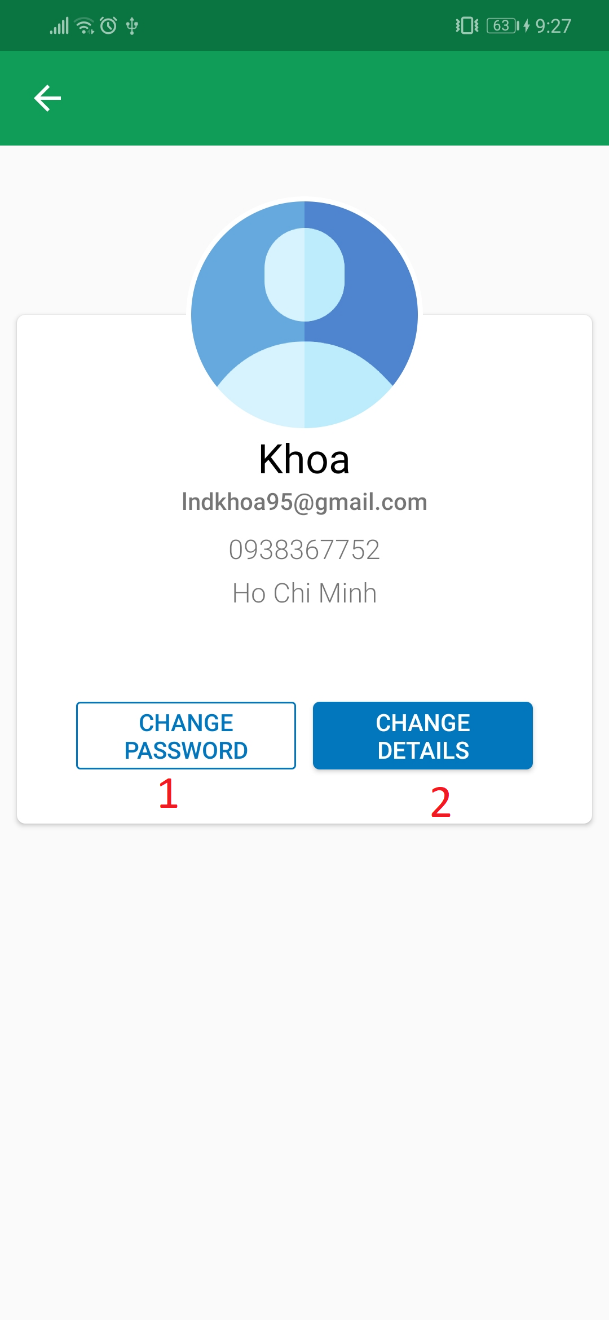 63 9:27
Khoa
lndkhoa95@gmail.com
0938367752
Ho Chi Minh
CHANGE
PASSWORD
CHANGE
DETAILS
1
2